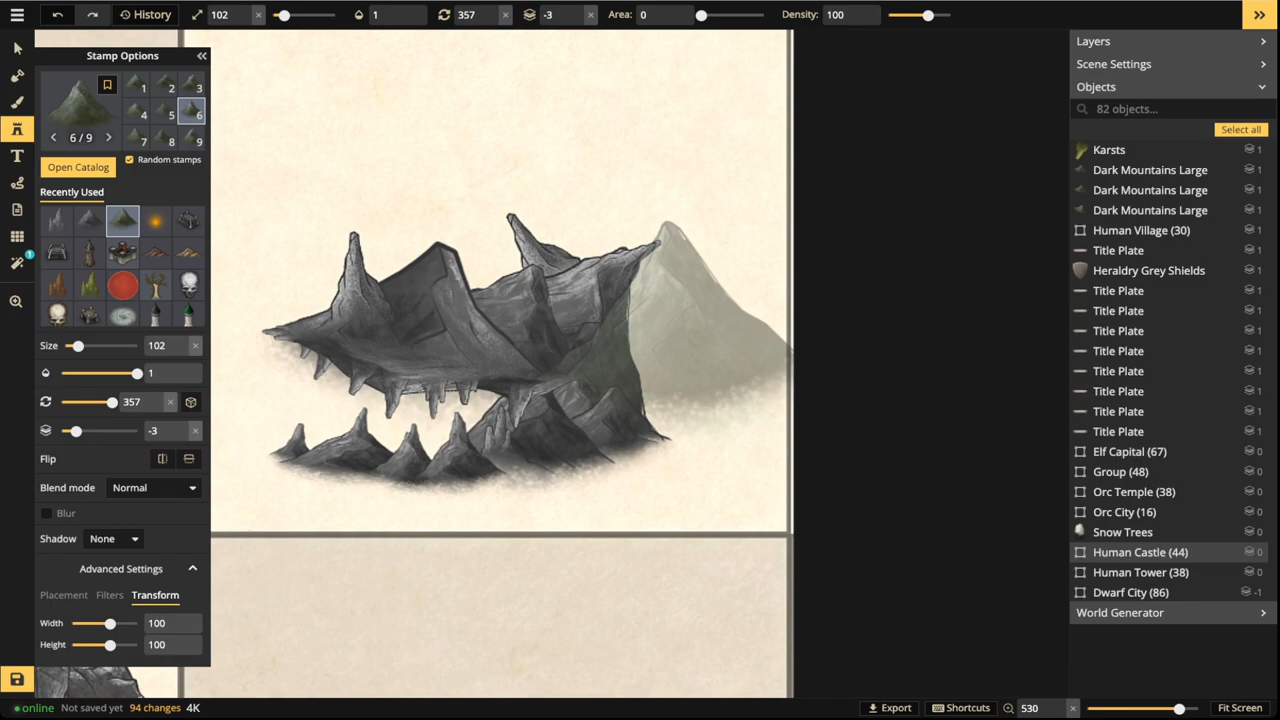 History
102
×
1
357
×
-3
×
Area: 0
Density: 100
Stamp Options
1 2 3
4 5 6
6 / 9
7 8 9
Open Catalog
Random stamps
Recently Used
1
Size 102 ×
1
357 ×
-3 ×
Flip
Blend mode Normal
Blur
Shadow None
Advanced Settings
Placement Filters Transform
Width 100
Height 100
Layers
Scene Settings
Objects
82 objects...
Select all
Karsts 1
Dark Mountains Large 1
Dark Mountains Large 1
Dark Mountains Large 1
Human Village (30) 1
Title Plate 1
Heraldry Grey Shields 1
Title Plate 1
Title Plate 1
Title Plate 1
Title Plate 1
Title Plate 1
Title Plate 1
Title Plate 1
Title Plate 1
Elf Capital (67) 0
Group (48) 0
Orc Temple (38) 0
Orc City (16) 0
Snow Trees 0
Human Castle (44) 0
Human Tower (38) 0
Dwarf City (86) -1
World Generator
online Not saved yet 94 changes 4K
Export
Shortcuts
530 ×
Fit Screen